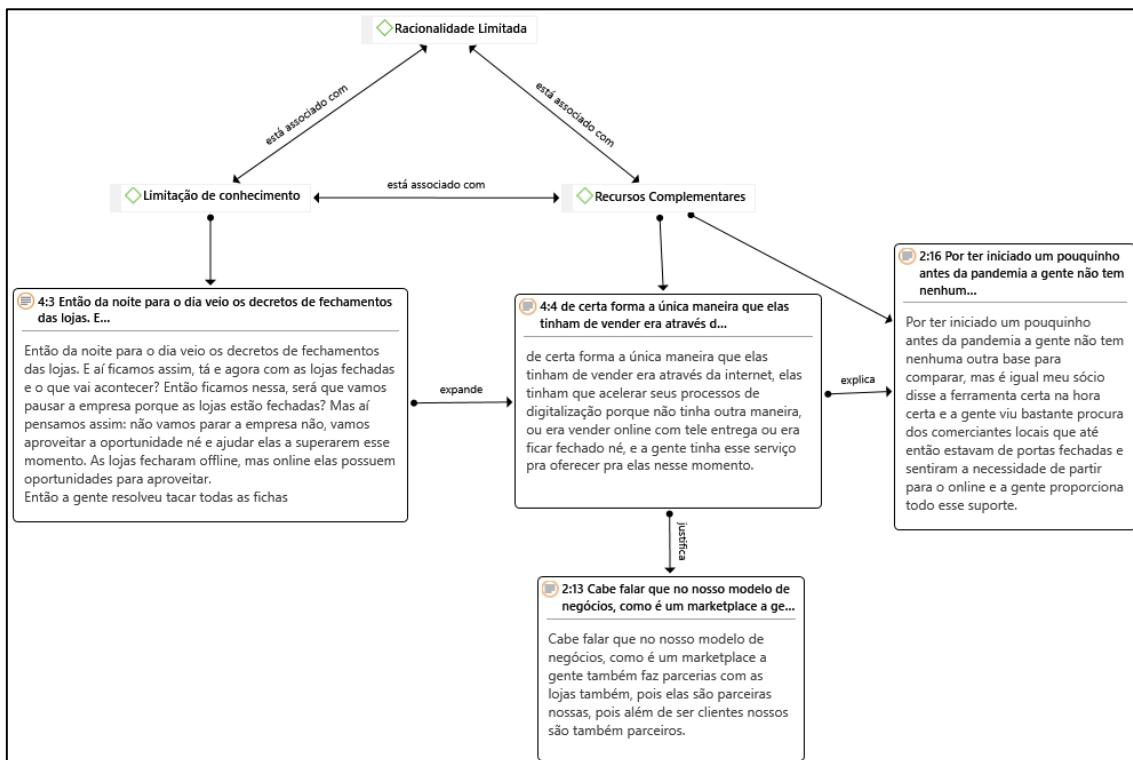 Racionalidade Limitada
está associado com
está associado com
Limitação de conhecimento
está associado com
Recursos Complementares
2:16 Por ter iniciado um pouquinho
antes da pandemia a gente não tem
nenhum...
Por ter iniciado um pouquinho
antes da pandemia a gente não tem
nenhuma outra base para
comparar, mas é igual meu sócio
disse a ferramenta certa na hora
certa e a gente viu bastante procura
dos comerciantes locais que até
então estavam de portas fechadas e
sentiram a necessidade de partir
para o online e a gente proporciona
todo esse suporte.
4:3 Então da noite para o dia veio os decretos de fechamentos
das lojas. E...
Então da noite para o dia veio os decretos de fechamentos
das lojas. E aí ficamos assim, tá e agora com as lojas fechadas
e o que vai acontecer? Então ficamos nessa, será que vamos
pausar a empresa porque as lojas estão fechadas? Mas aí
pensamos assim: não vamos parar a empresa não, vamos
aproveitar a oportunidade né e ajudar elas a superarem esse
momento. As lojas fecharam offline, mas online elas possuem
oportunidades para aproveitar.
Então a gente resolveu tacar todas as fichas
expande
4:4 de certa forma a única maneira que elas
tinham de vender era através d...
de certa forma a única maneira que elas
tinham de vender era através da internet, elas
tinham que acelerar seus processos de
digitalização porque não tinha outra maneira,
ou era vender online com tele entrega ou era
ficar fechado né, e a gente tinha esse serviço
pra oferecer pra elas nesse momento.
explica
justifica
2:13 Cabe falar que no nosso modelo de
negócios, como é um marketplace a ge...
Cabe falar que no nosso modelo de
negócios, como é um marketplace a
gente também faz parcerias com as
lojas também, pois elas são parceiras
nossas, pois além de ser clientes nossos
são também parceiros.